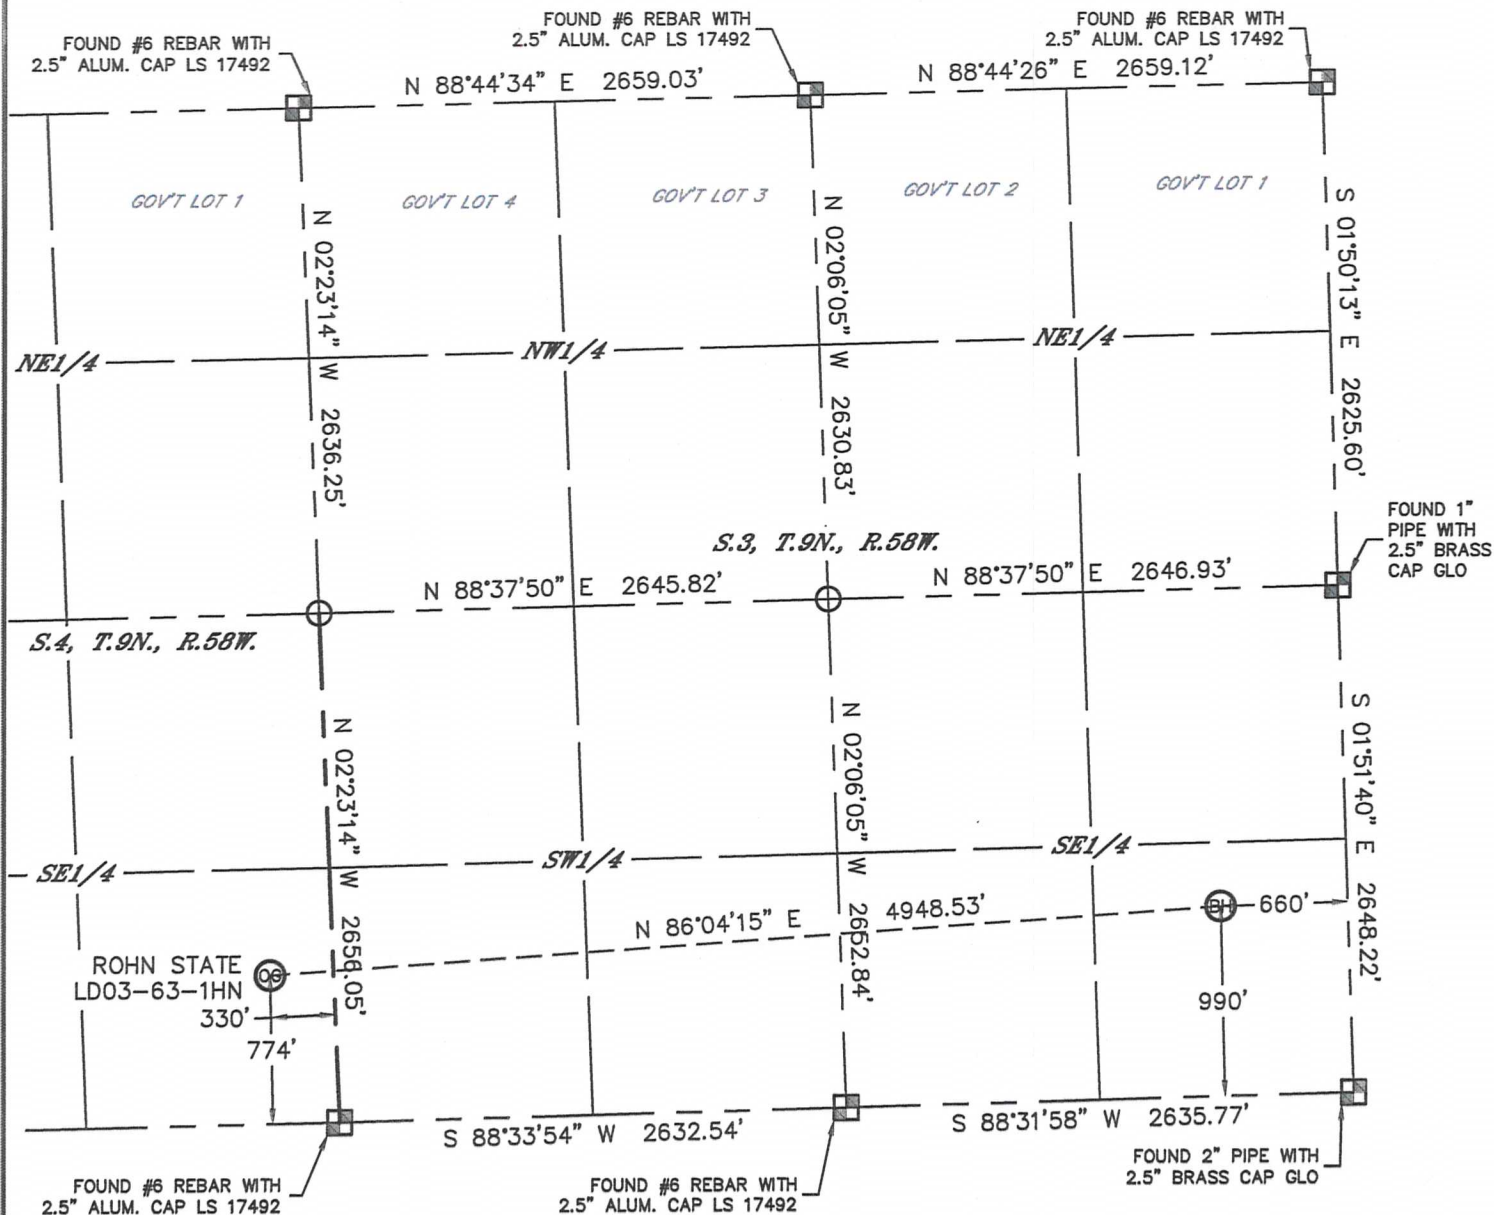 FOUND #6 REBAR WITH
2.5" ALUM. CAP LS 17492
FOUND #6 REBAR WITH
2.5" ALUM. CAP LS 17492
FOUND #6 REBAR WITH
2.5" ALUM. CAP LS 17492
N 88°44'34" E 2659.03'
N 88°44'26" E 2659.12'
GOV'T LOT 1
GOV'T LOT 4
GOV'T LOT 3
GOV'T LOT 2
GOV'T LOT 1
N 02°23'14" W 2636.25'
N 02°06'05" W 2630.83'
S 01°50'13" E 2625.60'
NE1/4
NW1/4
NE1/4
FOUND 1"
PIPE WITH
2.5" BRASS
CAP GLO
S.3, T.9N., R.58W.
N 88°37'50" E 2645.82'
N 88°37'50" E 2646.93'
S.4, T.9N., R.58W.
N 02°23'14" W 2656.05'
N 02°06'05" W 2652.84'
S 01°51'40" E 2648.22'
SE1/4
SW1/4
SE1/4
N 86°04'15" E 4948.53'
BH
660'
ROHN STATE
LD03-63-1HN
OG
330'
774'
990'
S 88°33'54" W 2632.54'
S 88°31'58" W 2635.77'
FOUND #6 REBAR WITH
2.5" ALUM. CAP LS 17492
FOUND #6 REBAR WITH
2.5" ALUM. CAP LS 17492
FOUND 2" PIPE WITH
2.5" BRASS CAP GLO